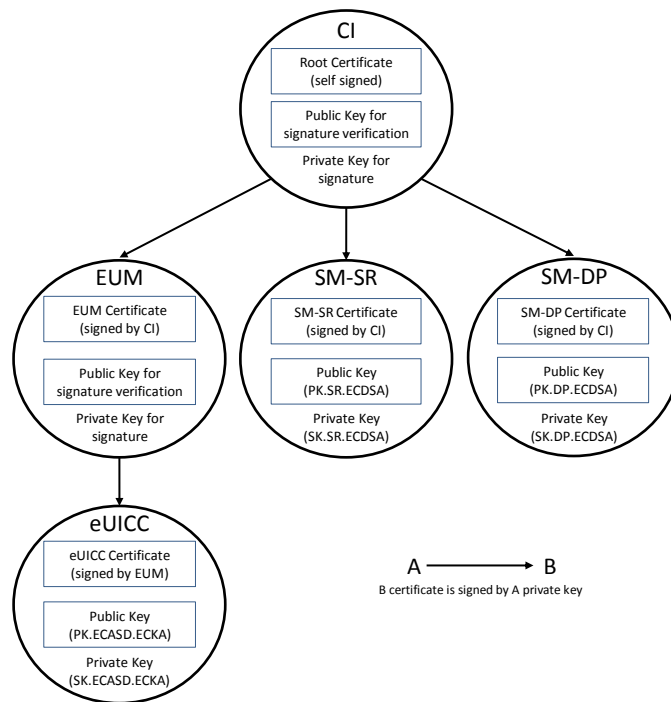 CI
Root Certificate
(self signed)
Public Key for
signature verification
Private Key for
signature
EUM
EUM Certificate
(signed by CI)
Public Key for
signature verification
Private Key for
signature
SM-SR
SM-SR Certificate
(signed by CI)
Public Key
(PK.SR.ECDSA)
Private Key
(SK.SR.ECDSA)
SM-DP
SM-DP Certificate
(signed by CI)
Public Key
(PK.DP.ECDSA)
Private Key
(SK.DP.ECDSA)
eUICC
eUICC Certificate
(signed by EUM)
Public Key
(PK.ECASD.ECKA)
Private Key
(SK.ECASD.ECKA)
A B
B certificate is signed by A private key